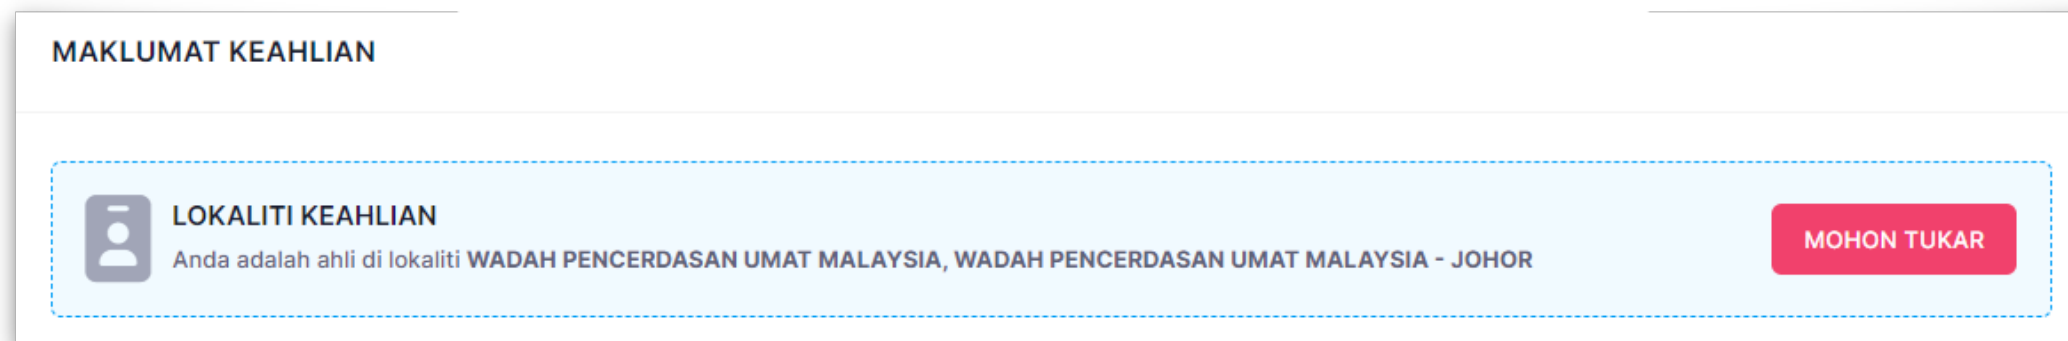 MAKLUMAT KEAHLIAN
LOKALITI KEAHLIAN
Anda adalah ahli di lokaliti WADAH PENCERDASAN UMAT MALAYSIA, WADAH PENCERDASAN UMAT MALAYSIA - JOHOR
MOHON TUKAR